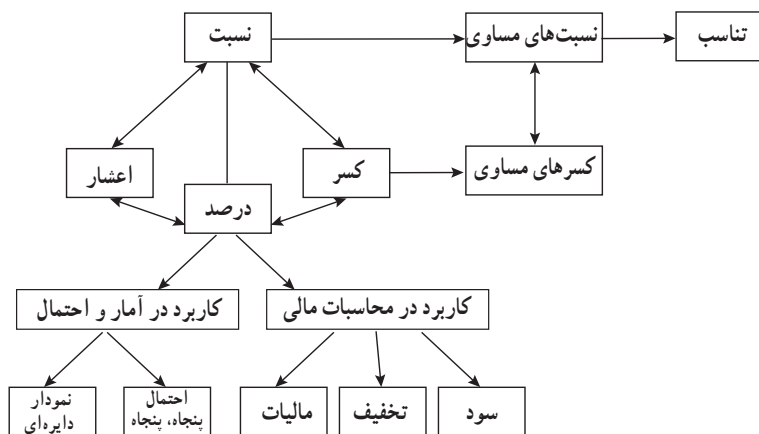 نسبت
نسبت‌های مساوی
تناسب
اعشار
کسر
کسرهای مساوی
درصد
کاربرد در آمار و احتمال
کاربرد در محاسبات مالی
نمودار
دایره‌ای
احتمال
پنجاه، پنجاه
مالیات
تخفیف
سود